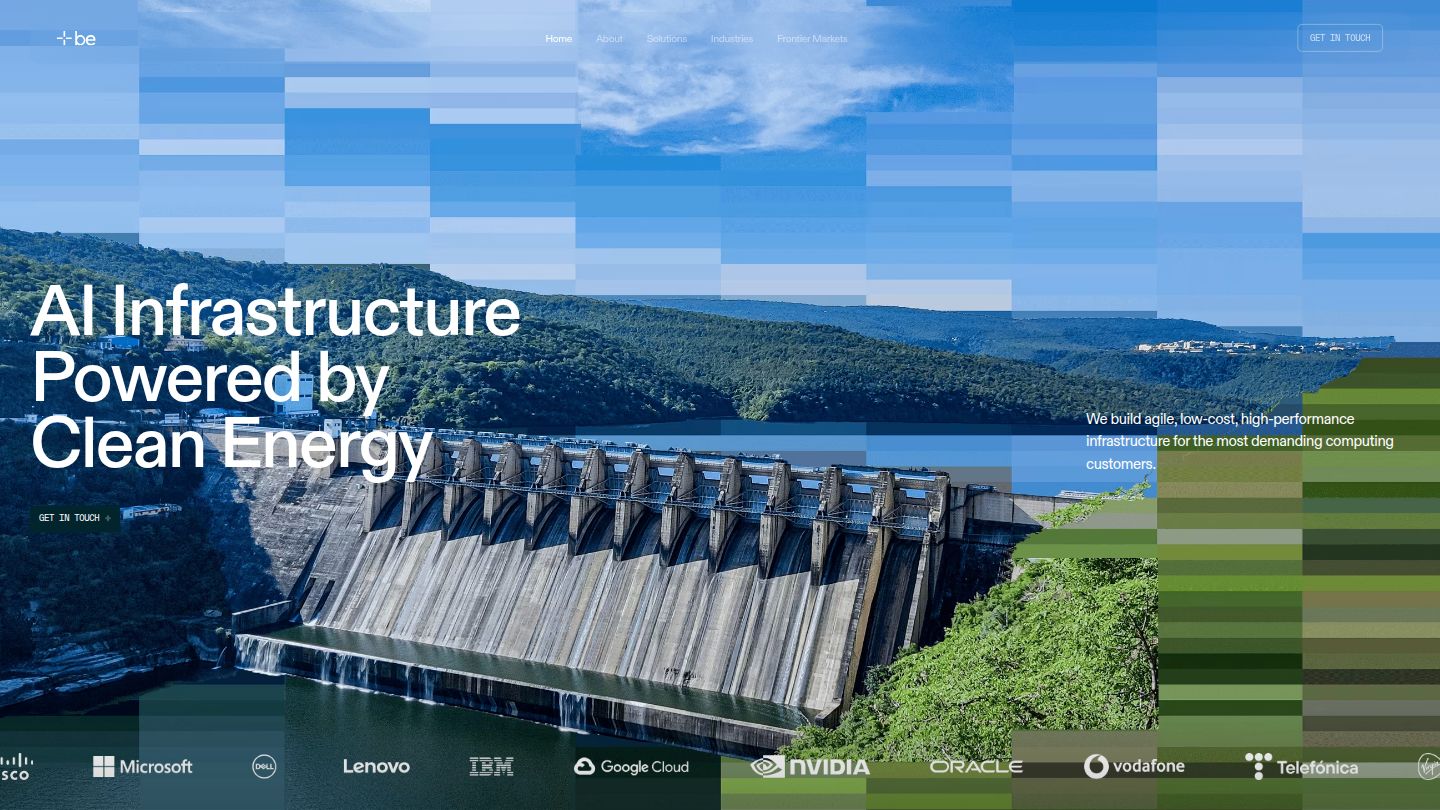 be
Home
About
Solutions
Industries
Frontier Markets
GET IN TOUCH
AI Infrastructure
Powered by
Clean Energy
We build agile, low-cost, high-performance
infrastructure for the most demanding computing
customers.
GET IN TOUCH +
sco
Microsoft
DELL
Lenovo
IBM
Google Cloud
NVIDIA
ORACLE
vodafone
Telefónica
Virgin